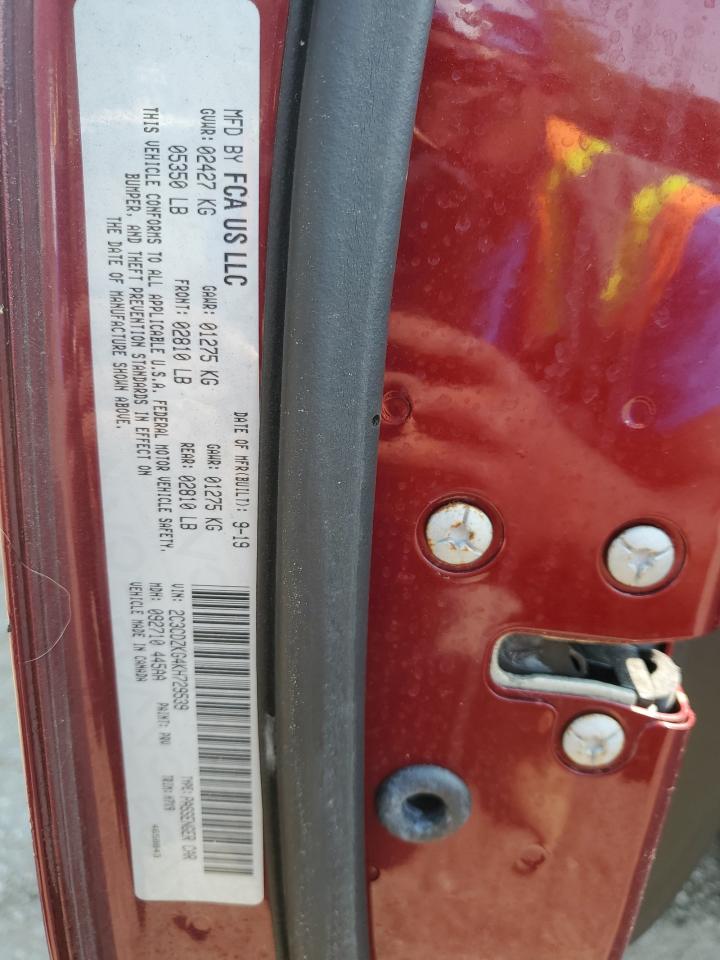 MFD BY FCA US LLC
DATE OF MFR(BUILT): 9-19
GVWR: 02427 KG
GAWR: 01275 KG
GAWR: 01275 KG
05350 LB
FRONT: 02810 LB
REAR: 02810 LB
THIS VEHICLE CONFORMS TO ALL APPLICABLE U.S.A. FEDERAL MOTOR VEHICLE SAFETY,
BUMPER, AND THEFT PREVENTION STANDARDS IN EFFECT ON
THE DATE OF MANUFACTURE SHOWN ABOVE.
VIN: 2C3CDZKG4KH729539
TYPE: PASSENGER CAR
MDH: 092710 445AA
PAINT: PRV
VEHICLE MADE IN CANADA
TRIM: